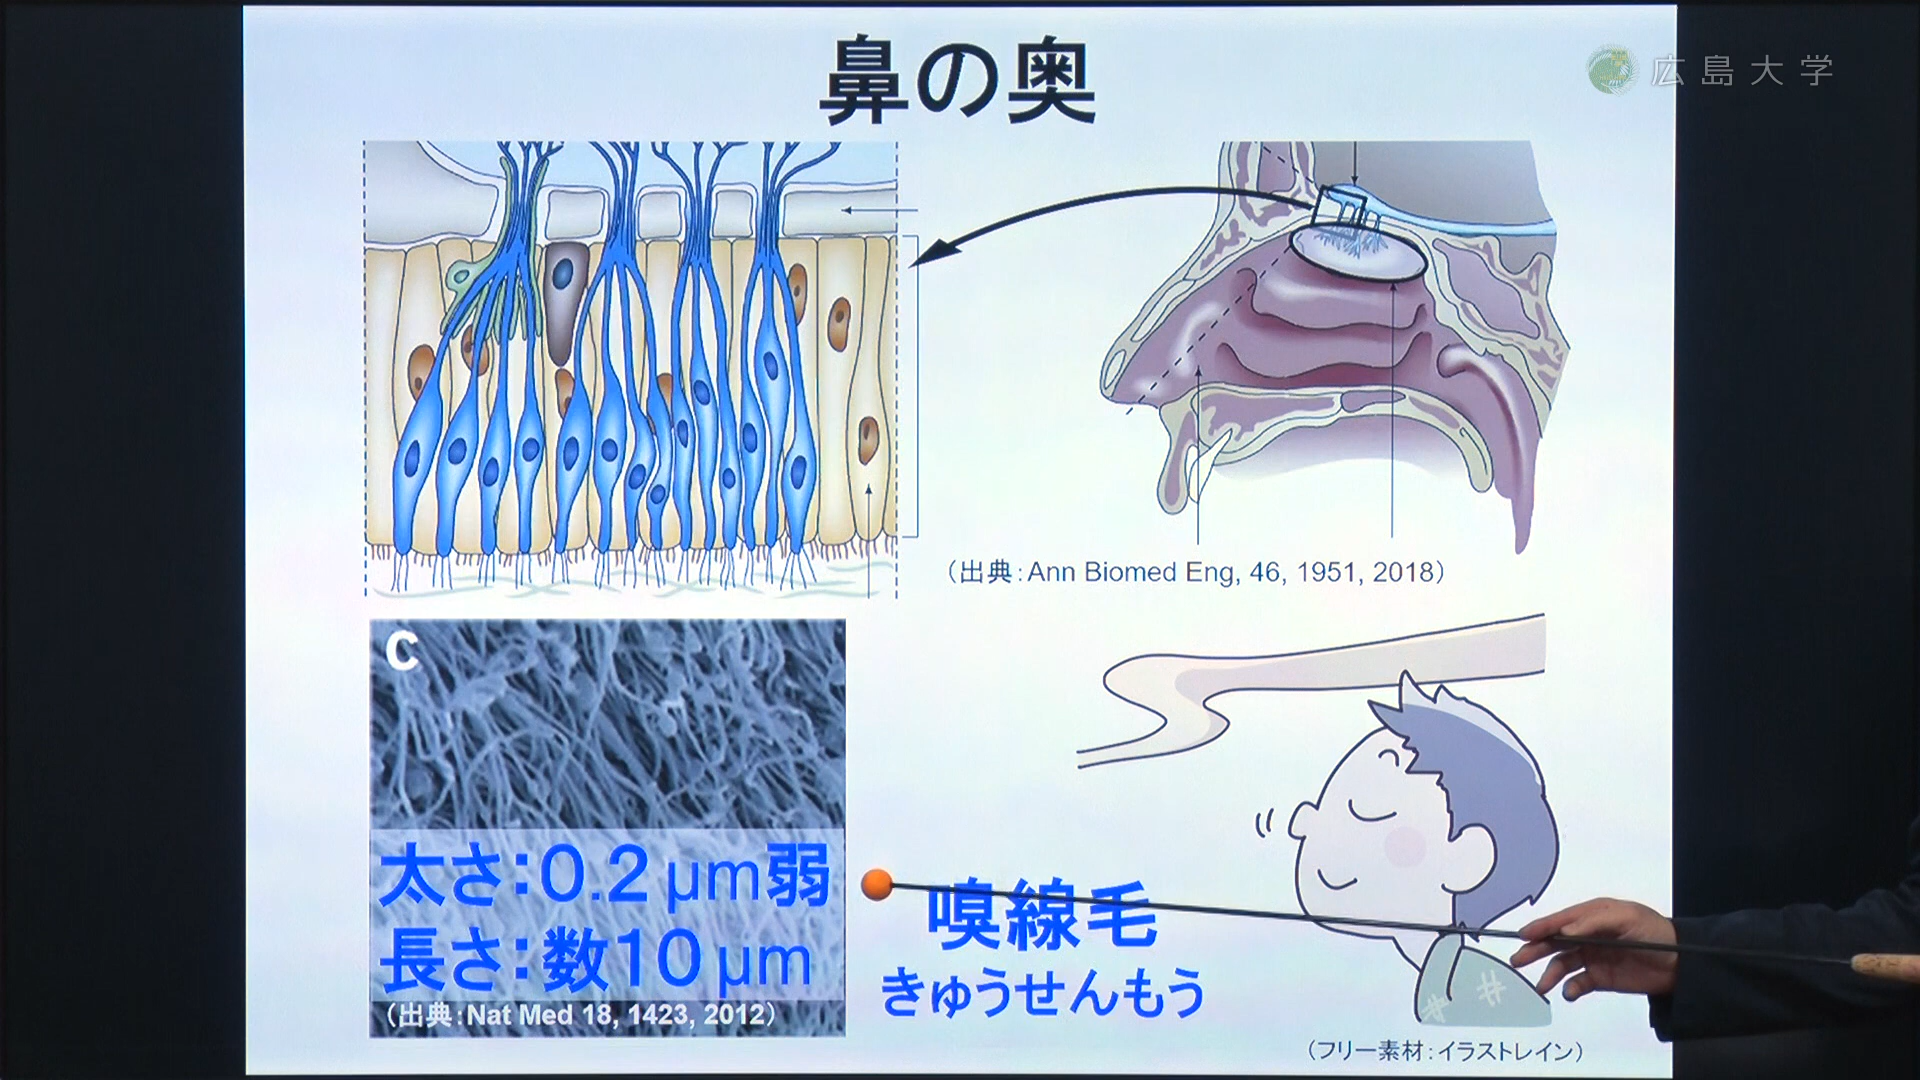 鼻の奥
広島大学
（出典：Ann Biomed Eng, 46, 1951, 2018）
C
太さ：0.2 μm弱
長さ：数10 μm
（出典：Nat Med 18, 1423, 2012）
嗅線毛
きゅうせんもう
（フリー素材：イラストレイン）